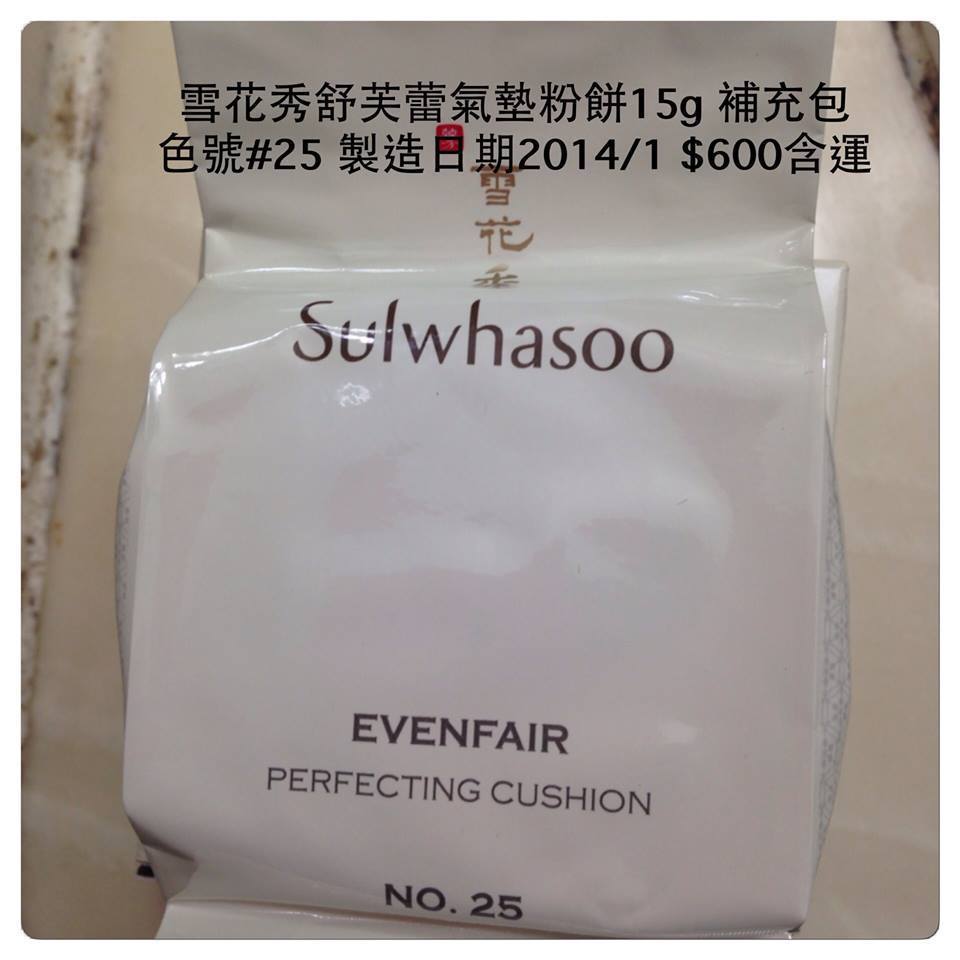 雪花秀舒芙蕾氣墊粉餅15g 補充包
色號#25 製造日期2014/1 $600含運
雪
花
秀
Sulwhasoo
EVENFAIR
PERFECTING CUSHION
NO. 25